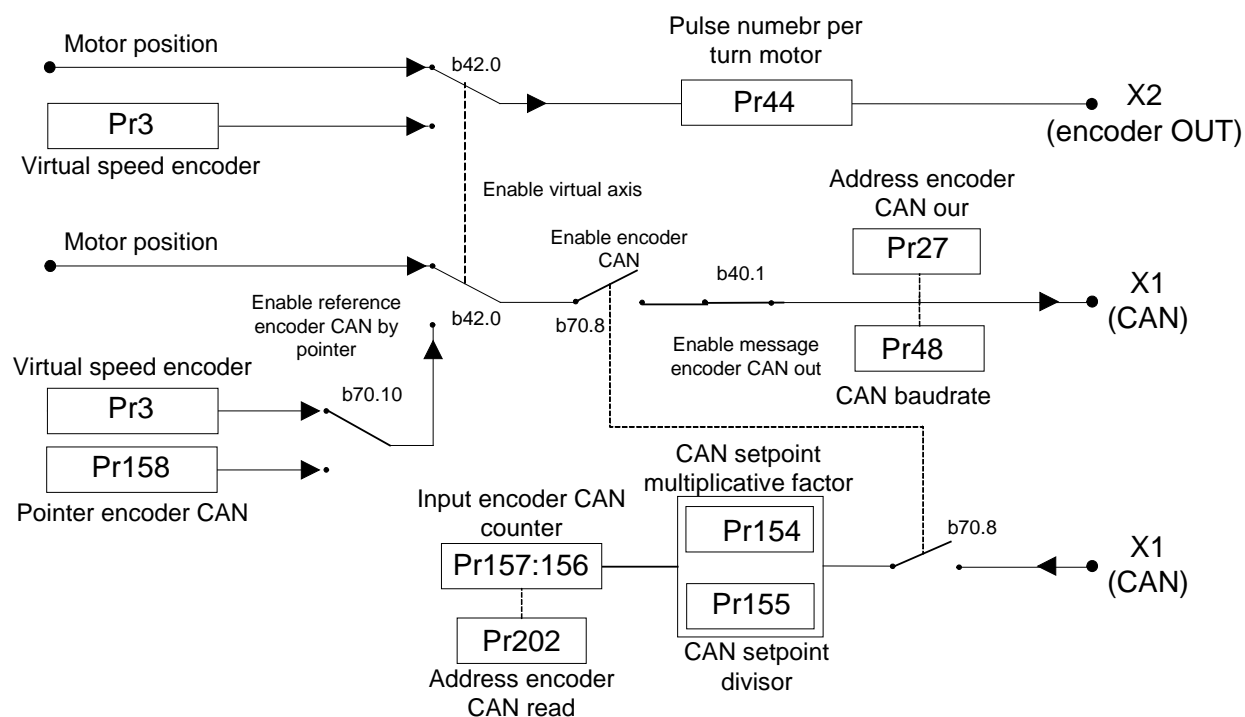 Motor position
b42.0
Pulse numebr per
turn motor
Pr44
X2
(encoder OUT)
Pr3
Virtual speed encoder
Enable virtual axis
Motor position
Enable encoder
CAN
Address encoder
CAN our
Pr27
b40.1
X1
(CAN)
Enable reference
encoder CAN by
pointer
b42.0
b70.8
Enable message
encoder CAN out
Pr48
CAN baudrate
Virtual speed encoder
Pr3
b70.10
Pr158
Pointer encoder CAN
Input encoder CAN
counter
Pr157:156
Pr202
Address encoder
CAN read
CAN setpoint
multiplicative factor
Pr154
Pr155
CAN setpoint
divisor
b70.8
X1
(CAN)